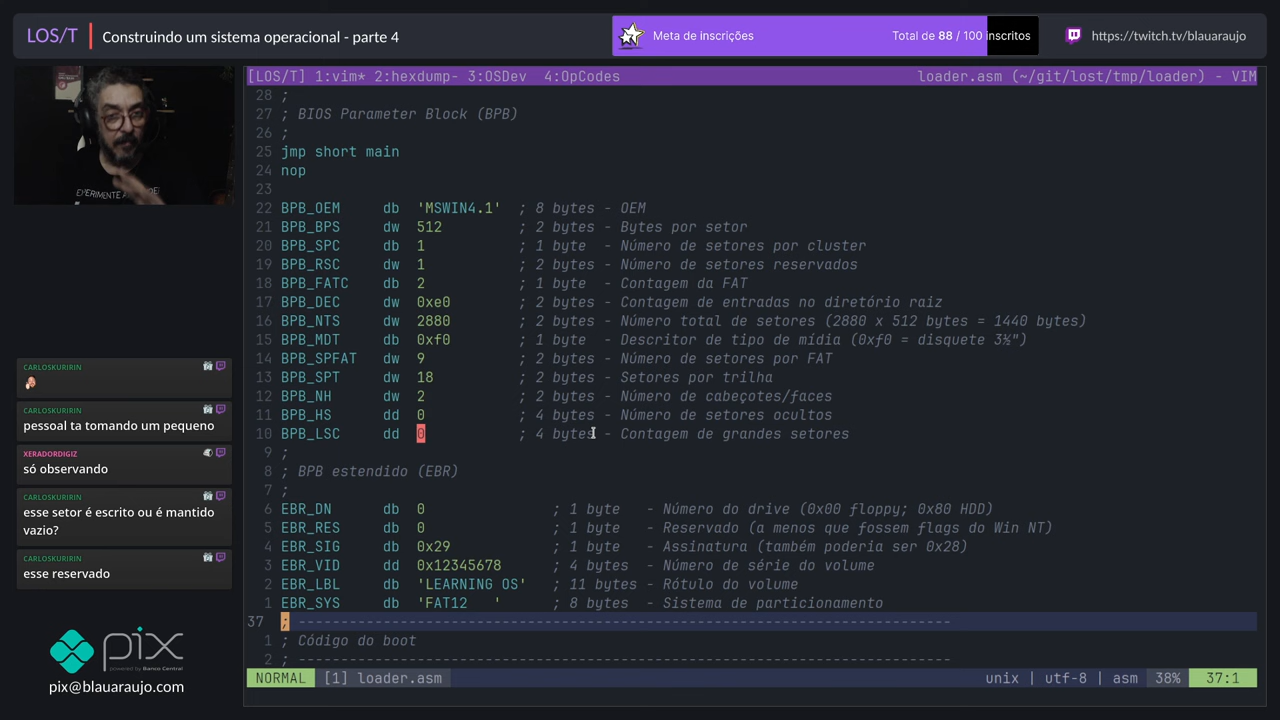 LOS/T
Construindo um sistema operacional - parte 4
Meta de inscrições
Total de 88 / 100 inscritos
https://twitch.tv/blauaraujo
[LOS/T] 1:vim* 2:hexdump- 3:OSDev 4:OpCodes
loader.asm (~/git/lost/tmp/loader) - VIM
28 ;
27 ; BIOS Parameter Block (BPB)
26 ;
25 jmp short main
24 nop
23
22 BPB_OEM db 'MSWIN4.1' ; 8 bytes - OEM
21 BPB_BPS dw 512 ; 2 bytes - Bytes por setor
20 BPB_SPC db 1 ; 1 byte - Número de setores por cluster
19 BPB_RSC dw 1 ; 2 bytes - Número de setores reservados
18 BPB_FATC db 2 ; 1 byte - Contagem da FAT
17 BPB_DEC dw 0xe0 ; 2 bytes - Contagem de entradas no diretório raiz
16 BPB_NTS dw 2880 ; 2 bytes - Número total de setores (2880 x 512 bytes = 1440 bytes)
15 BPB_MDT db 0xf0 ; 1 byte - Descritor de tipo de mídia (0xf0 = disquete 3½")
14 BPB_SPFAT dw 9 ; 2 bytes - Número de setores por FAT
13 BPB_SPT dw 18 ; 2 bytes - Setores por trilha
12 BPB_NH dw 2 ; 2 bytes - Número de cabeçotes/faces
11 BPB_HS dd 0 ; 4 bytes - Número de setores ocultos
10 BPB_LSC dd 0 ; 4 bytes - Contagem de grandes setores
9 ;
8 ; BPB estendido (EBR)
7 ;
6 EBR_DN db 0 ; 1 byte - Número do drive (0x00 floppy; 0x80 HDD)
5 EBR_RES db 0 ; 1 byte - Reservado (a menos que fossem flags do Win NT)
4 EBR_SIG db 0x29 ; 1 byte - Assinatura (também poderia ser 0x28)
3 EBR_VID dd 0x12345678 ; 4 bytes - Número de série do volume
2 EBR_LBL db 'LEARNING OS' ; 11 bytes - Rótulo do volume
1 EBR_SYS db 'FAT12   ' ; 8 bytes - Sistema de particionamento
37 ; -----------------------------------------------------------------------------
1 ; Código do boot
2 ; -----------------------------------------------------------------------------
NORMAL [1] loader.asm
unix | utf-8 | asm 38% 37:1
CARLOSKURIRIN
CARLOSKURIRIN
pessoal ta tomando um pequeno
XERADORDIGIZ
só observando
CARLOSKURIRIN
esse setor é escrito ou é mantido
vazio?
CARLOSKURIRIN
esse reservado
pix
powered by Banco Central
pix@blauaraujo.com